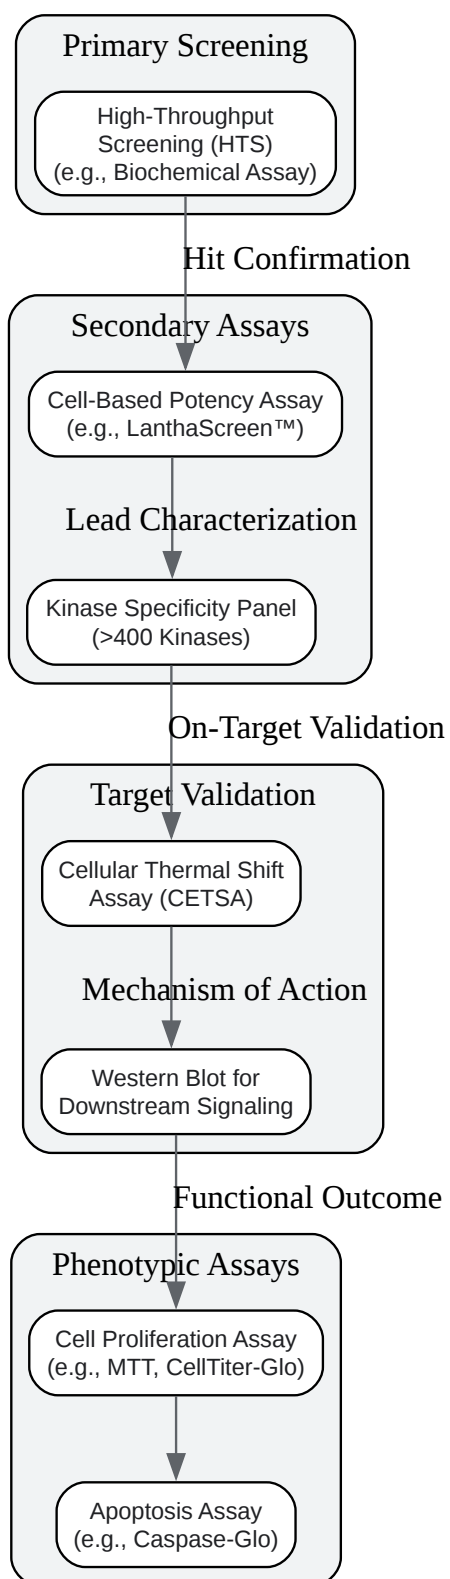 Primary Screening
High-Throughput
Screening (HTS)
(e.g., Biochemical Assay)
Hit Confirmation
Secondary Assays
Cell-Based Potency Assay
(e.g., LanthaScreen™)
Lead Characterization
Kinase Specificity Panel
(>400 Kinases)
On-Target Validation
Target Validation
Cellular Thermal Shift
Assay (CETSA)
Mechanism of Action
Western Blot for
Downstream Signaling
Functional Outcome
Phenotypic Assays
Cell Proliferation Assay
(e.g., MTT, CellTiter-Glo)
Apoptosis Assay
(e.g., Caspase-Glo)